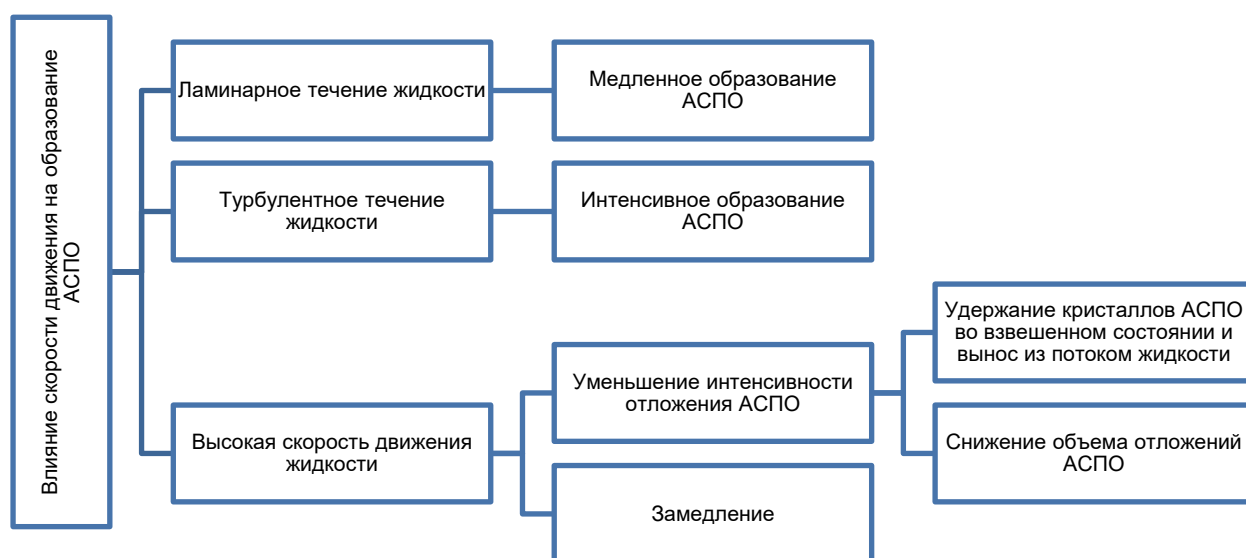 Влияние скорости движения на образование
АСПО
Ламинарное течение жидкости
Медленное образование
АСПО
Турбулентное течение
жидкости
Интенсивное образование
АСПО
Высокая скорость движения
жидкости
Уменьшение интенсивности
отложения АСПО
Удержание кристаллов АСПО
во взвешенном состоянии и
вынос из потоком жидкости
Снижение объема отложений
АСПО
Замедление